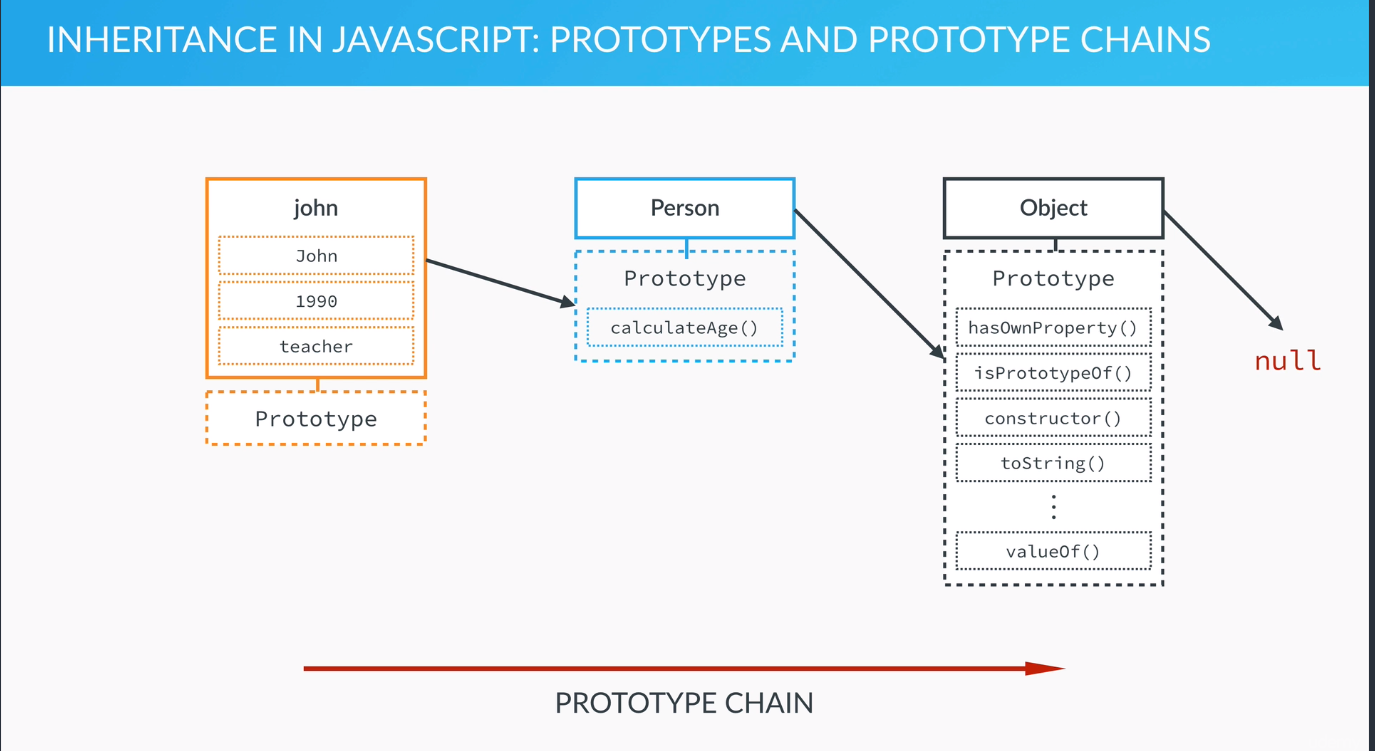 INHERITANCE IN JAVASCRIPT: PROTOTYPES AND PROTOTYPE CHAINS
john
John
1990
teacher
Prototype
Person
Prototype
calculateAge()
Object
Prototype
hasOwnProperty()
isPrototypeOf()
constructor()
toString()
⋮
valueOf()
null
PROTOTYPE CHAIN